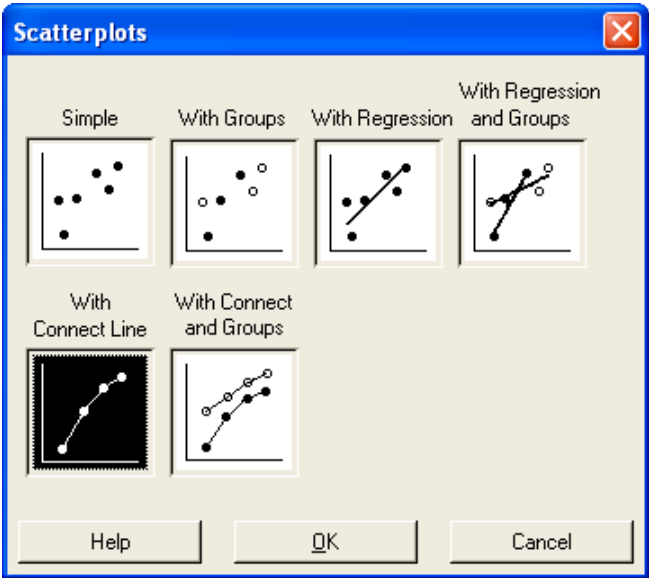 Scatterplots
Simple
With Groups
With Regression
With Regression
and Groups
With
Connect Line
With Connect
and Groups
Help
OK
Cancel